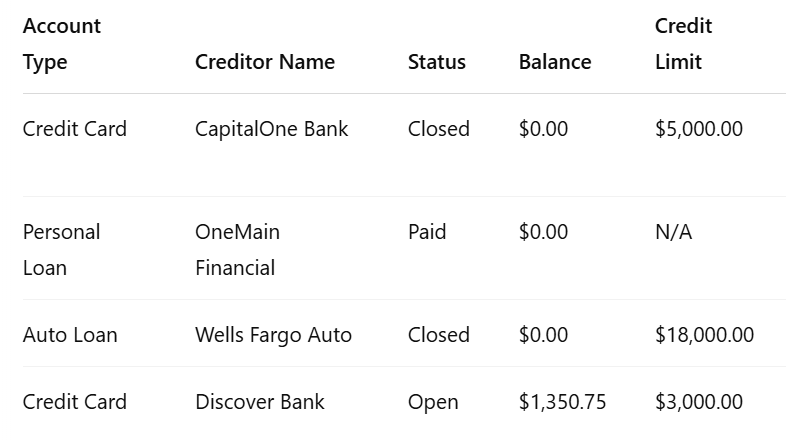 Account Type Creditor Name Status Balance Credit Limit
Credit Card CapitalOne Bank Closed $0.00 $5,000.00
Personal Loan OneMain Financial Paid $0.00 N/A
Auto Loan Wells Fargo Auto Closed $0.00 $18,000.00
Credit Card Discover Bank Open $1,350.75 $3,000.00